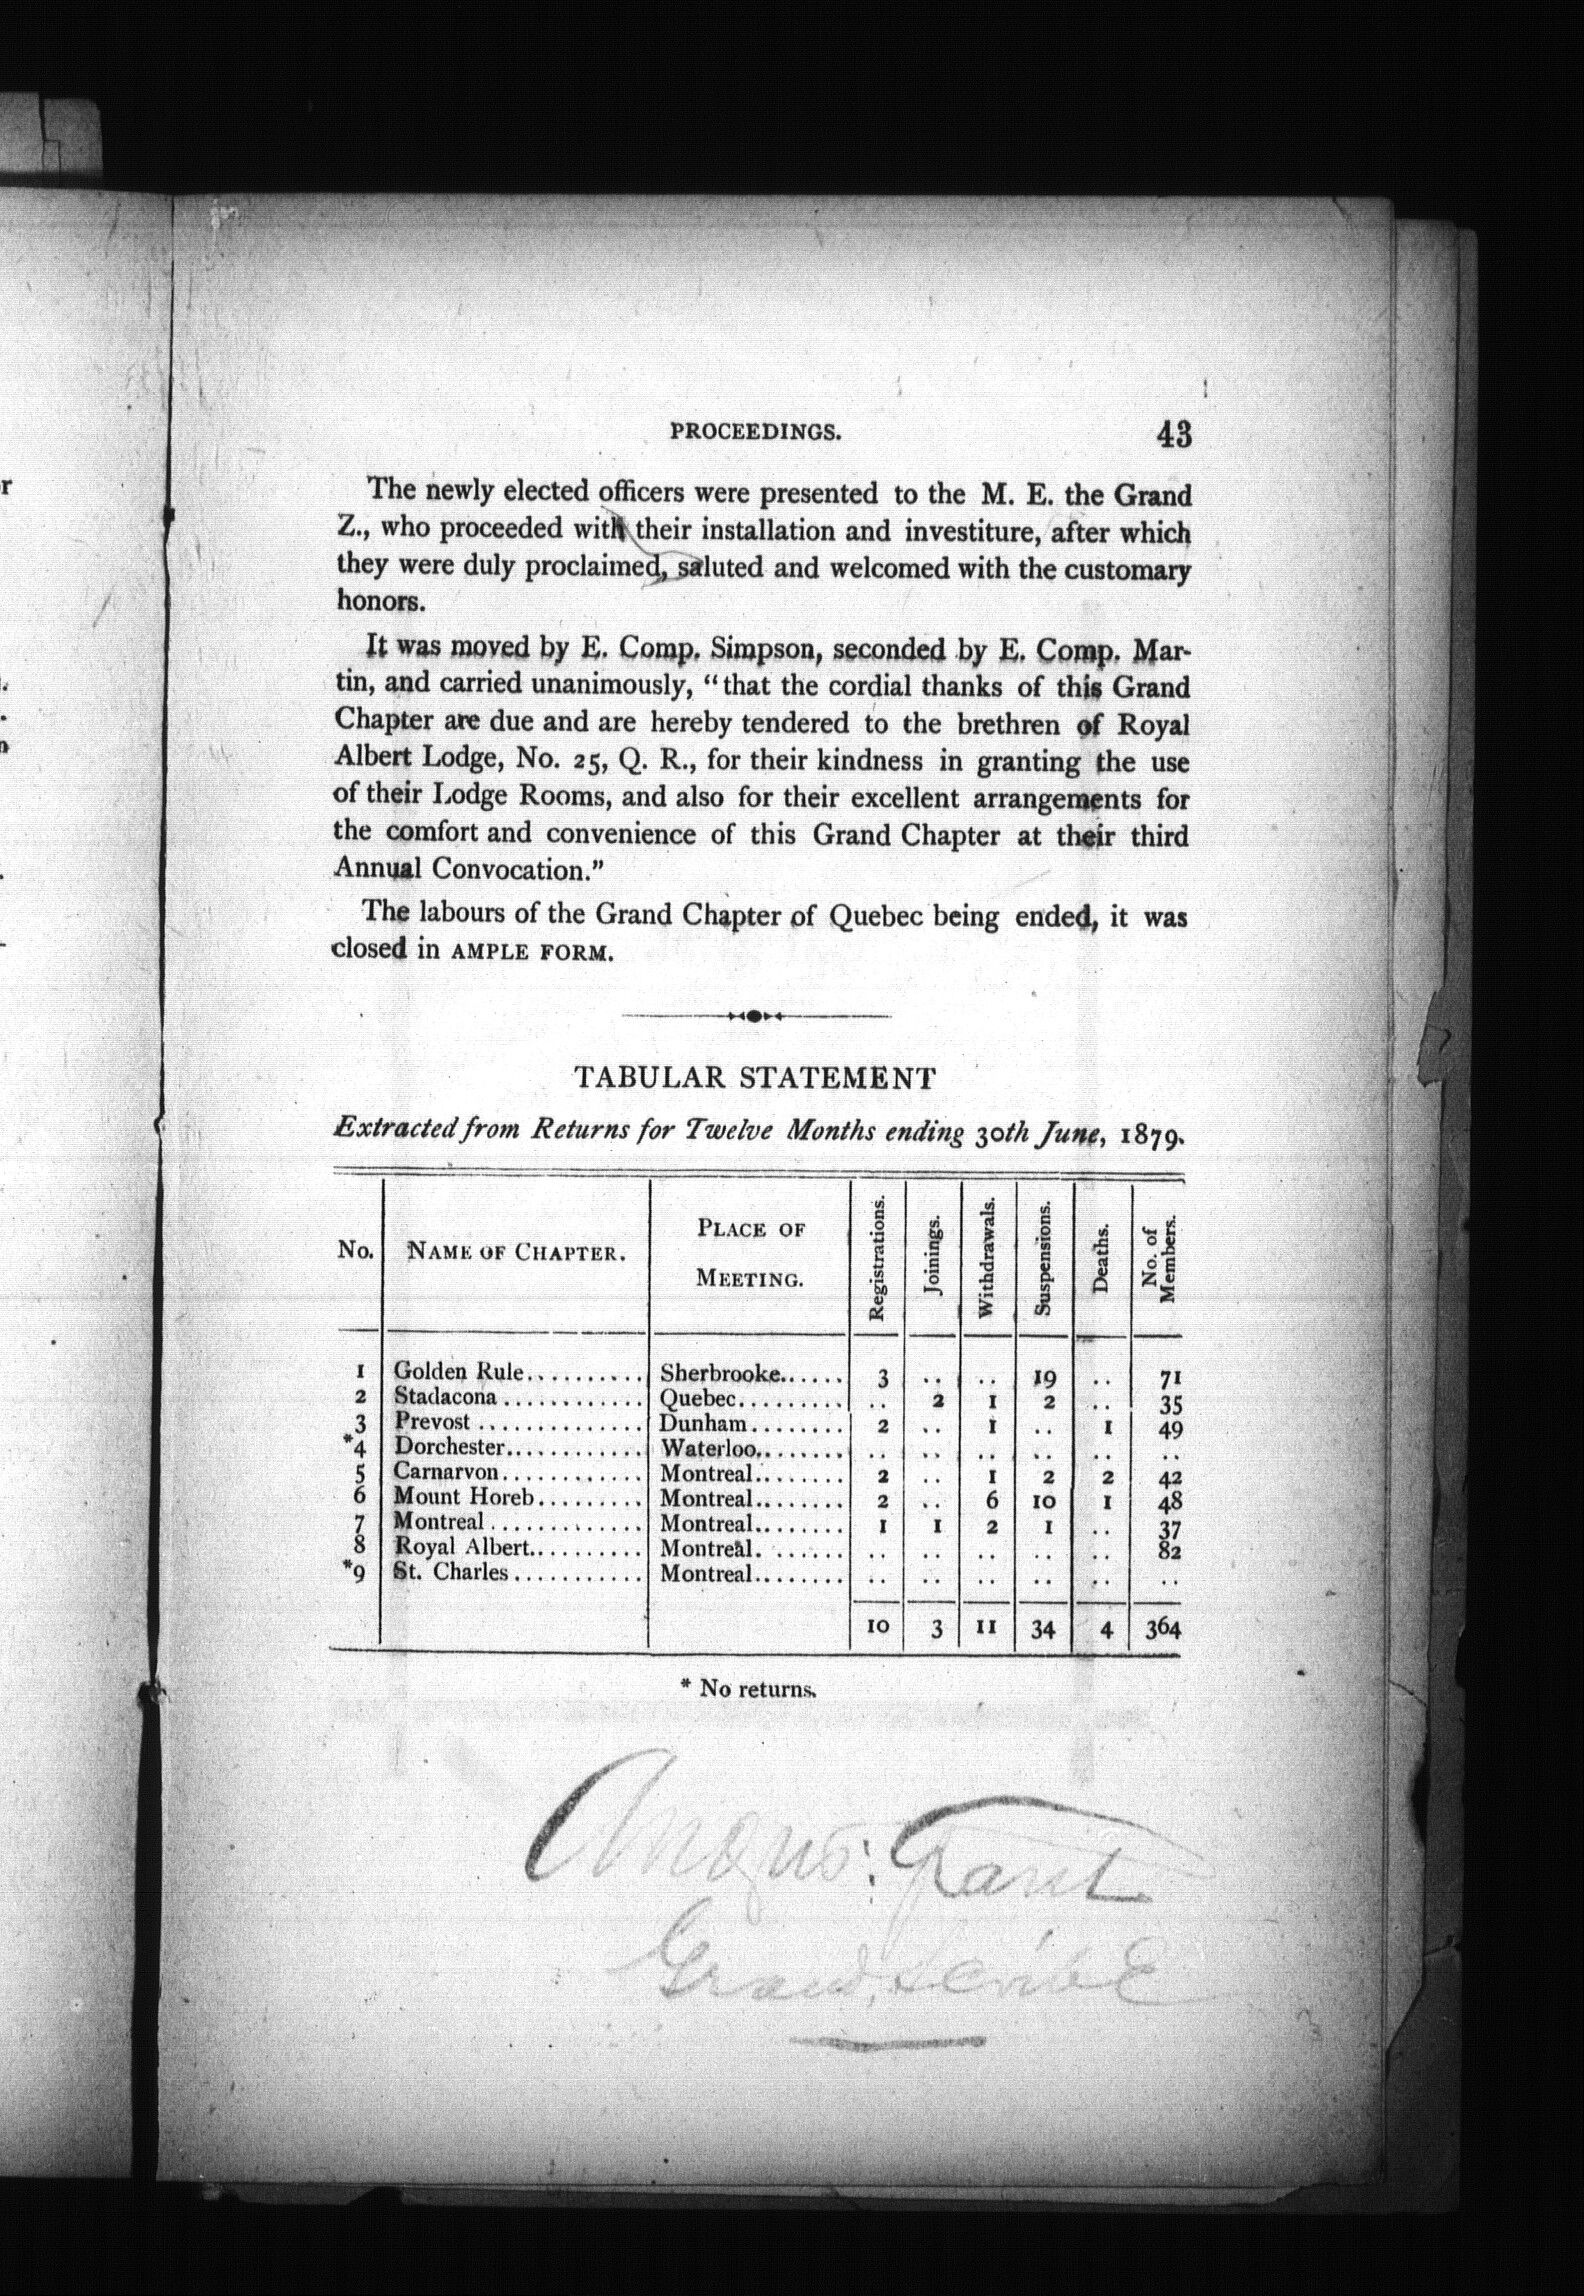 PROCEEDINGS. 43
The newly elected officers were presented to the M. E. the Grand
Z., who proceeded with their installation and investiture, after which
they were duly proclaimed, saluted and welcomed with the customary
honors.
It was moved by E. Comp. Simpson, seconded by E. Comp. Mar-
tin, and carried unanimously, "that the cordial thanks of this Grand
Chapter are due and are hereby tendered to the brethren of Royal
Albert Lodge, No. 25, Q. R., for their kindness in granting the use
of their Lodge Rooms, and also for their excellent arrangements for
the comfort and convenience of this Grand Chapter at their third
Annual Convocation."
The labours of the Grand Chapter of Quebec being ended, it was
closed in AMPLE FORM.
TABULAR STATEMENT
Extracted from Returns for Twelve Months ending 30th June, 1879.
No. NAME OF CHAPTER. PLACE OF MEETING. Registrations. Joinings. Withdrawals. Suspensions. Deaths. No. of Members.
1 Golden Rule.......... Sherbrooke...... 3 .. .. 19 .. 71
2 Stadacona ............ Quebec......... .. 2 1 2 .. 35
3 Prevost .............. Dunham........ 2 .. 1 .. 1 49
*4 Dorchester............ Waterloo........ .. .. .. .. .. ..
5 Carnarvon............ Montreal........ 2 .. 1 2 2 42
6 Mount Horeb......... Montreal........ 2 .. 6 10 1 48
7 Montreal ............. Montreal........ 1 1 2 1 .. 37
8 Royal Albert.......... Montreal. ...... .. .. .. .. .. 82
*9 St. Charles........... Montreal........ .. .. .. .. .. ..
10 3 11 34 4 364
* No returns.
Angus: Grant
Grand, Scribe E